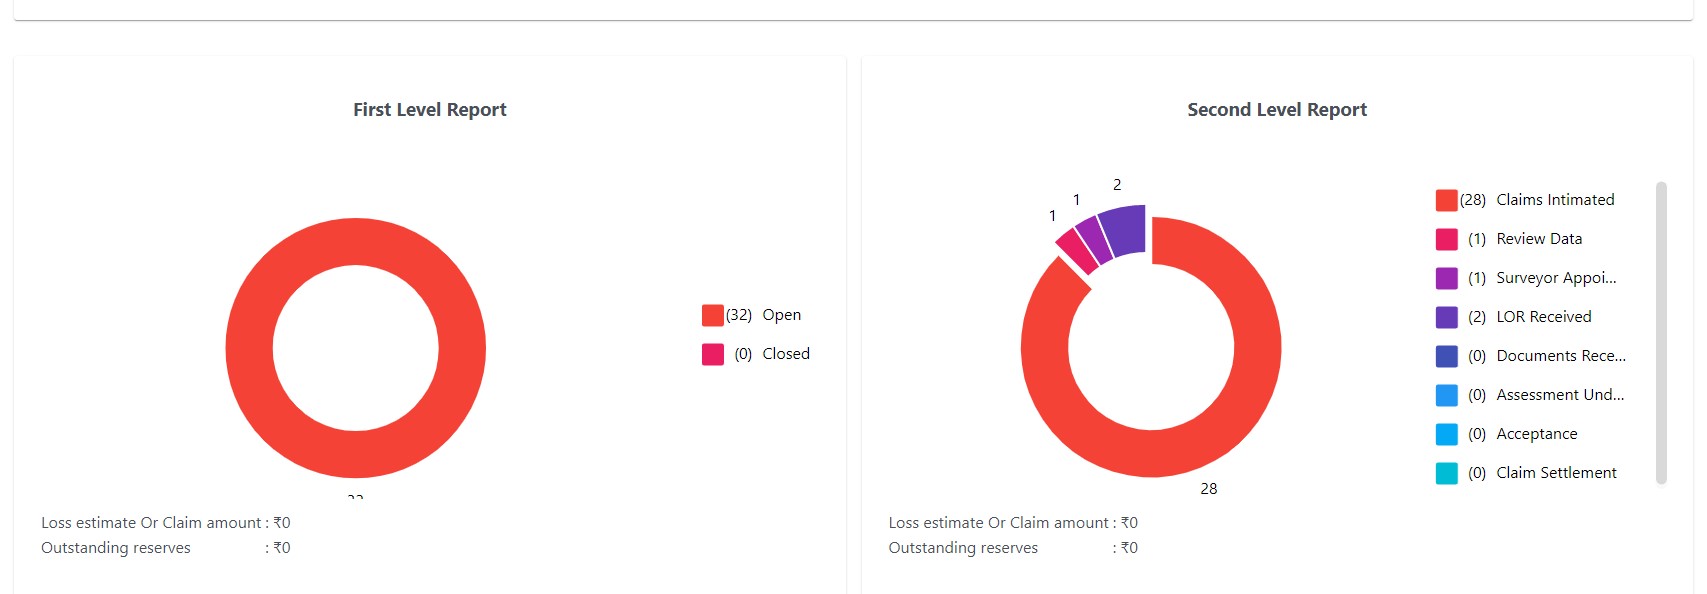 First Level Report
(32) Open
(0) Closed
Loss estimate Or Claim amount : ₹0
Outstanding reserves : ₹0
Second Level Report
2
1
1
28
(28) Claims Intimated
(1) Review Data
(1) Surveyor Appoi...
(2) LOR Received
(0) Documents Rece...
(0) Assessment Und...
(0) Acceptance
(0) Claim Settlement
Loss estimate Or Claim amount : ₹0
Outstanding reserves : ₹0